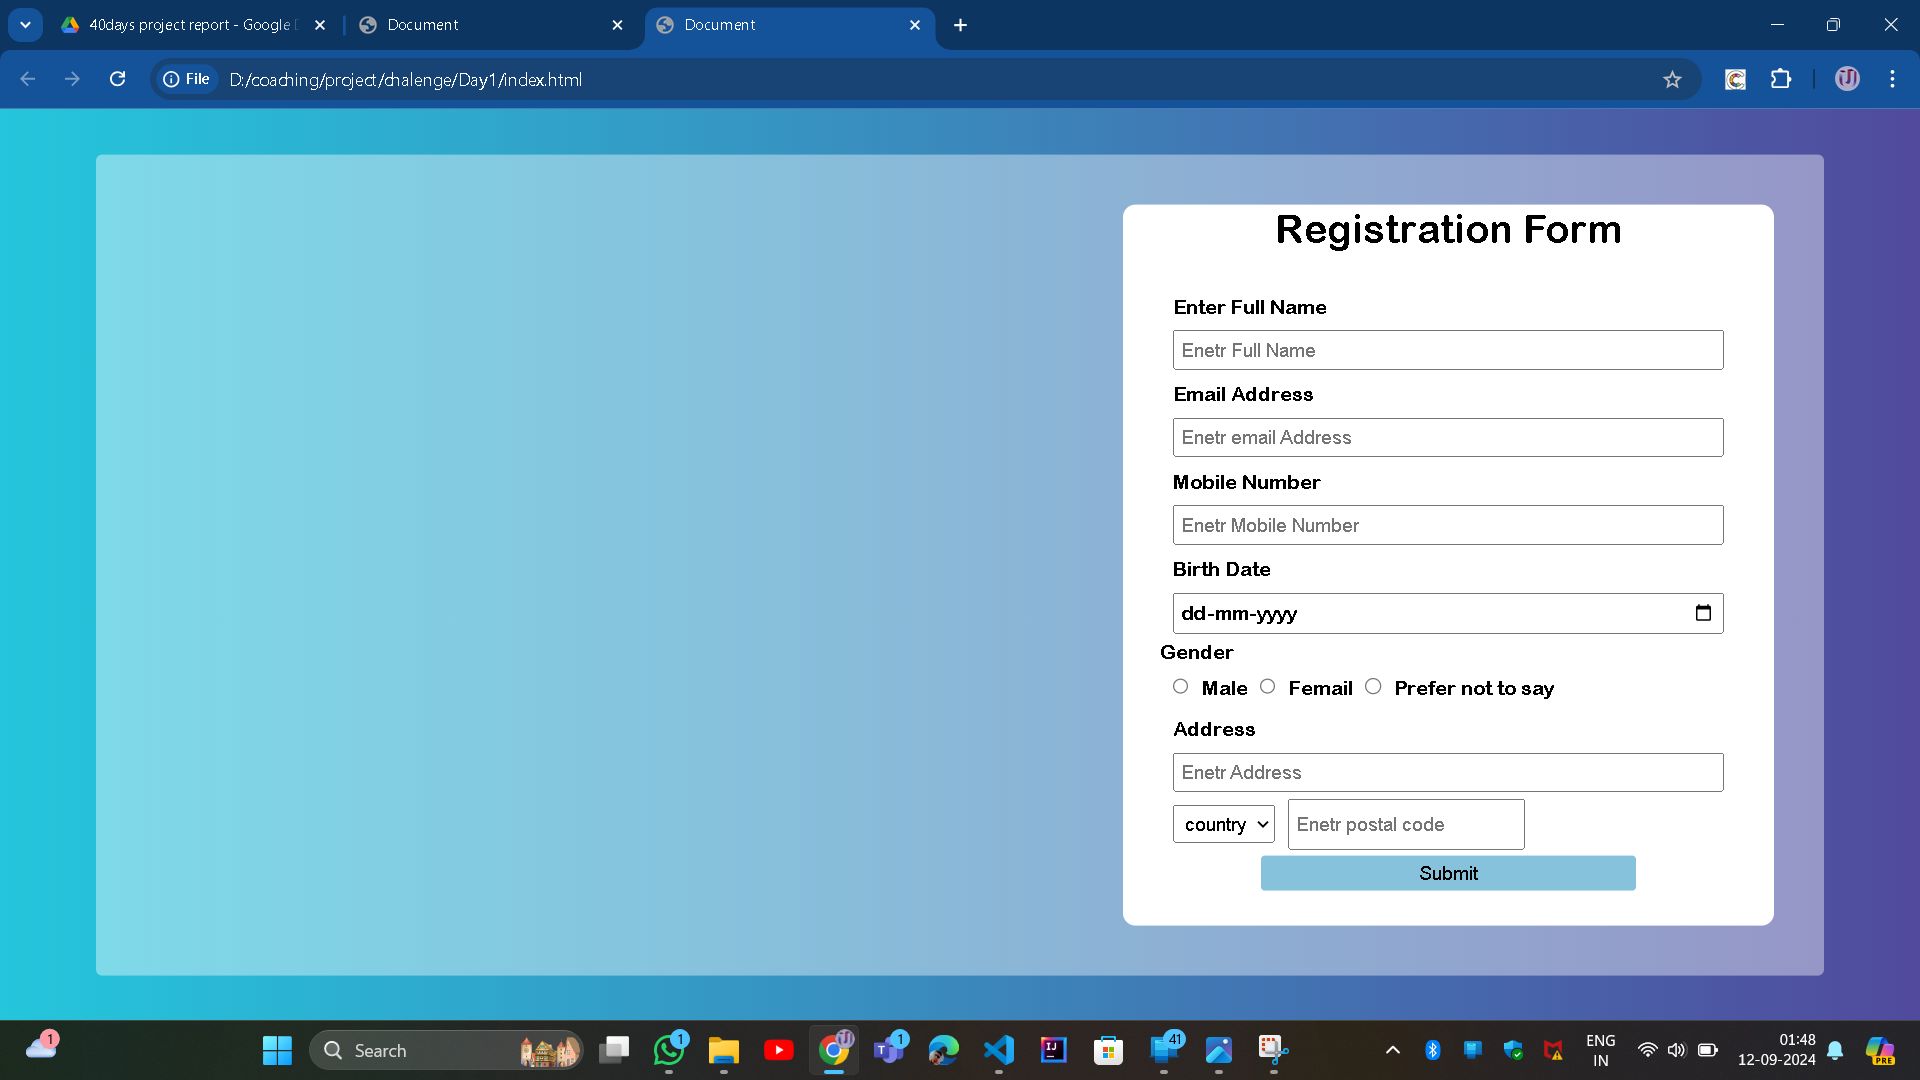 40days project report - Google
Document
Document
File
D:/coaching/project/chalenge/Day1/index.html
Registration Form
Enter Full Name
Enetr Full Name
Email Address
Enetr email Address
Mobile Number
Enetr Mobile Number
Birth Date
dd-mm-yyyy
Gender
Male Femail Prefer not to say
Address
Enetr Address
country Enetr postal code
Submit
1
Search
1
1
IJ
41
ENG
IN
01:48
12-09-2024
PRE